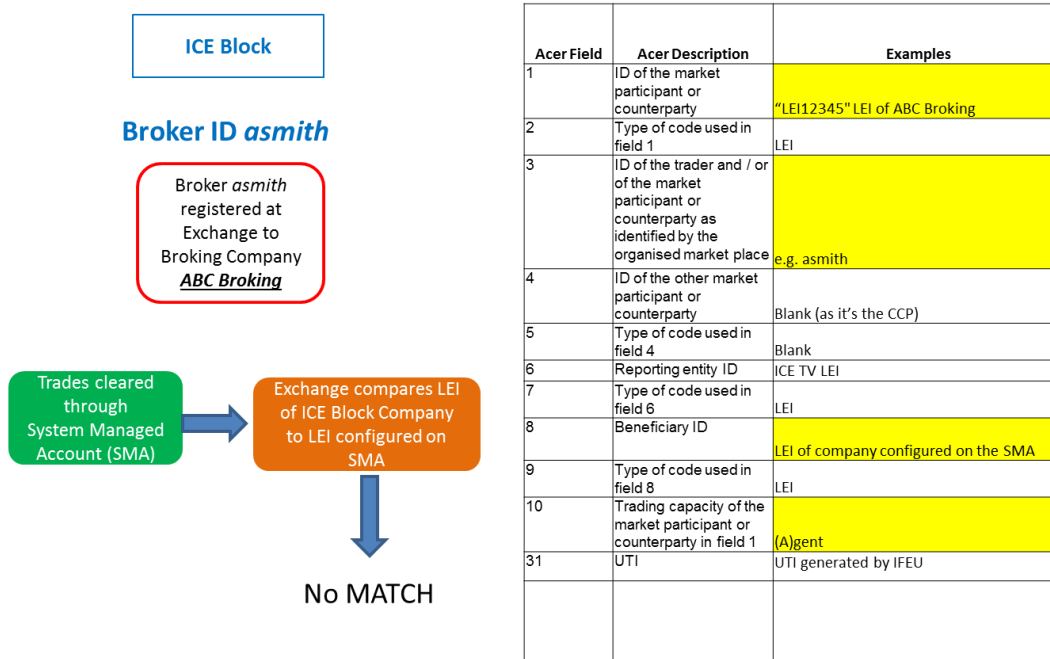 ICE Block
Broker ID asmith
Broker asmith
registered at
Exchange to
Broking Company
ABC Broking
Trades cleared
through
System Managed
Account (SMA)
Exchange compares LEI
of ICE Block Company
to LEI configured on
SMA
No MATCH
Acer Field Acer Description Examples
1 ID of the market
participant or
counterparty “LEI12345" LEI of ABC Broking
2 Type of code used in
field 1 LEI
3 ID of the trader and / or
of the market
participant or
counterparty as
identified by the
organised market place e.g. asmith
4 ID of the other market
participant or
counterparty Blank (as it’s the CCP)
5 Type of code used in
field 4 Blank
6 Reporting entity ID ICE TV LEI
7 Type of code used in
field 6 LEI
8 Beneficiary ID
LEI of company configured on the SMA
9 Type of code used in
field 8 LEI
10 Trading capacity of the
market participant or
counterparty in field 1 (A)gent
31 UTI UTI generated by IFEU